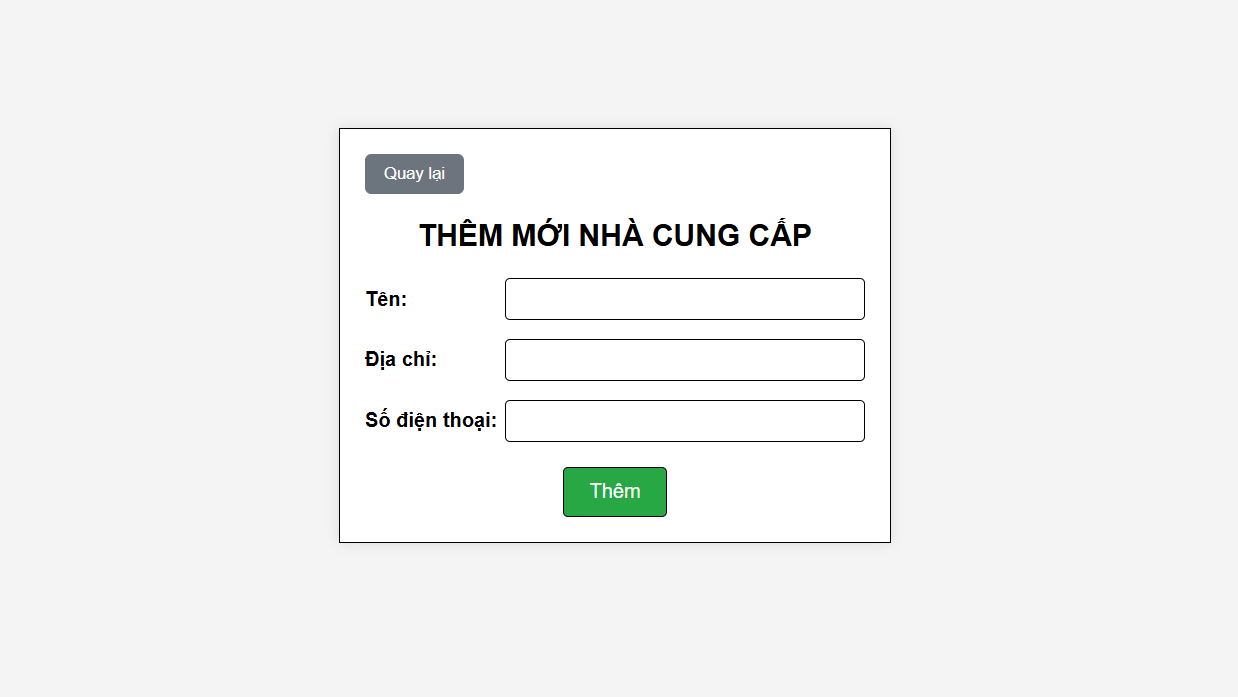 Quay lại
THÊM MỚI NHÀ CUNG CẤP
Tên:
Địa chỉ:
Số điện thoại:
Thêm